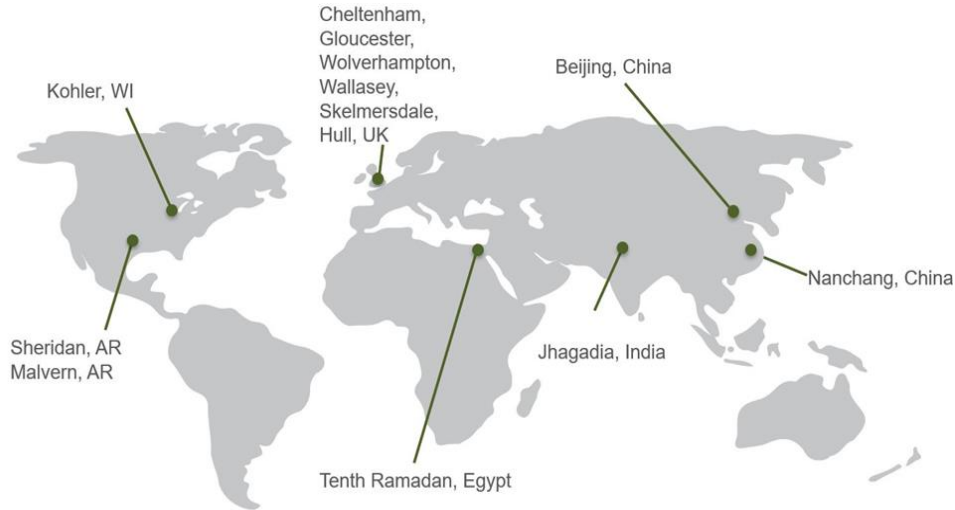 Cheltenham,
Gloucester,
Wolverhampton,
Wallasey,
Skelmersdale,
Hull, UK
Beijing, China
Kohler, WI
Nanchang, China
Sheridan, AR
Malvern, AR
Jhagadia, India
Tenth Ramadan, Egypt